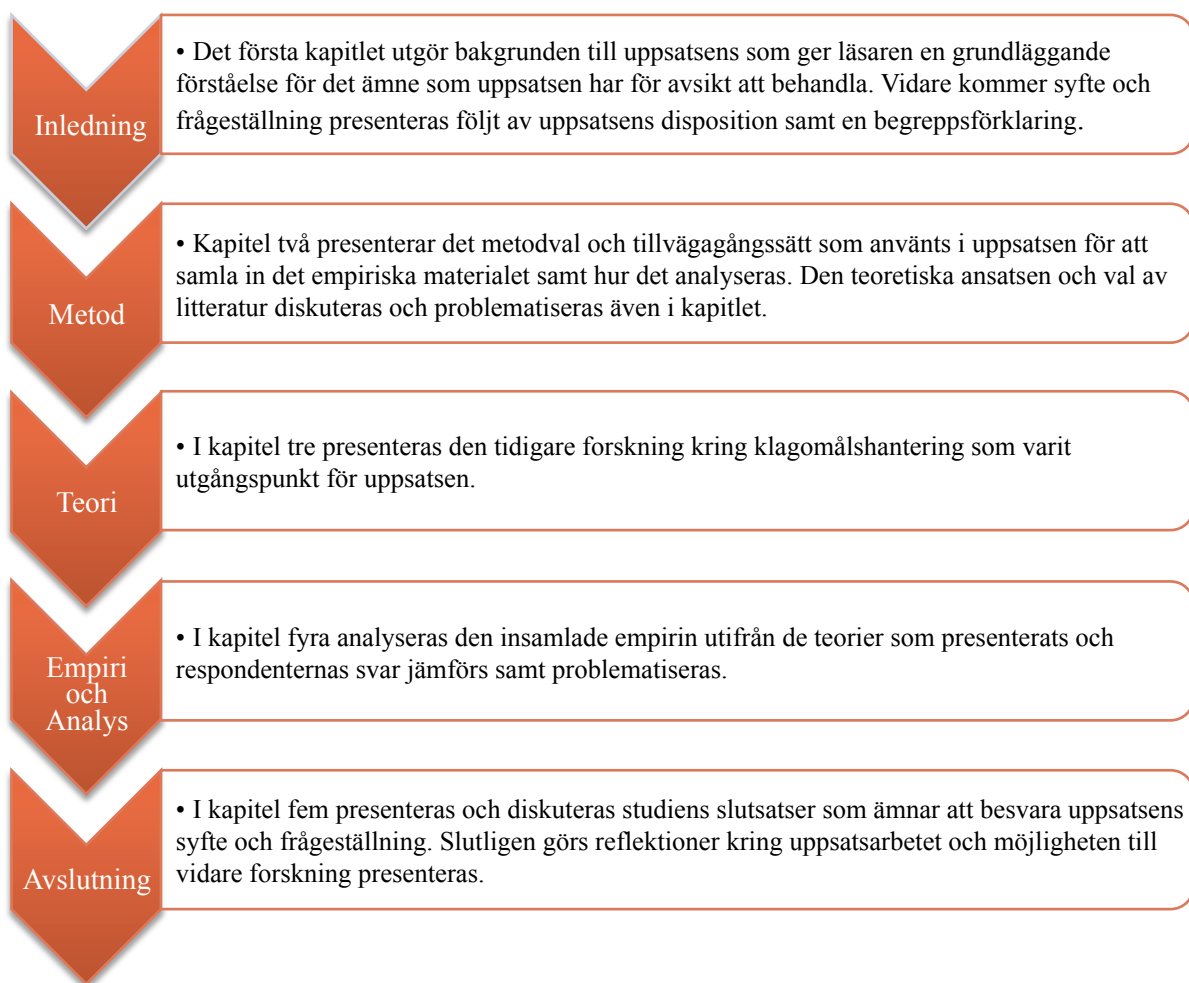 Inledning
• Det första kapitlet utgör bakgrunden till uppsatsens som ger läsaren en grundläggande
förståelse för det ämne som uppsatsen har för avsikt att behandla. Vidare kommer syfte och
frågeställning presenteras följt av uppsatsens disposition samt en begreppsförklaring.
Metod
• Kapitel två presenterar det metodval och tillvägagångssätt som använts i uppsatsen för att
samla in det empiriska materialet samt hur det analyseras. Den teoretiska ansatsen och val av
litteratur diskuteras och problematiseras även i kapitlet.
Teori
• I kapitel tre presenteras den tidigare forskning kring klagomålshantering som varit
utgångspunkt för uppsatsen.
Empiri
och
Analys
• I kapitel fyra analyseras den insamlade empirin utifrån de teorier som presenterats och
respondenternas svar jämförs samt problematiseras.
Avslutning
• I kapitel fem presenteras och diskuteras studiens slutsatser som ämnar att besvara uppsatsens
syfte och frågeställning. Slutligen görs reflektioner kring uppsatsarbetet och möjligheten till
vidare forskning presenteras.